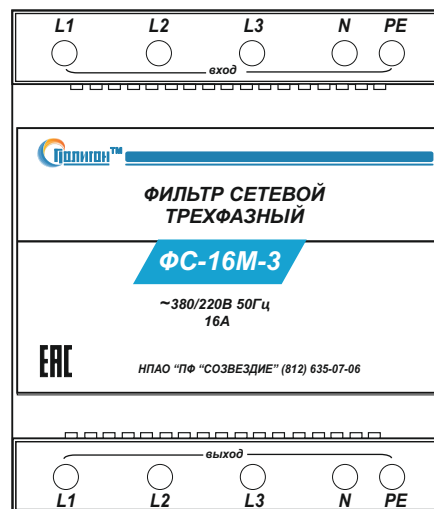 L1 L2 L3 N PE
вход
Полигон™
ФИЛЬТР СЕТЕВОЙ
ТРЕХФАЗНЫЙ
ФС-16М-3
~380/220В 50Гц
16А
ЕАС
НПАО “ПФ “СОЗВЕЗДИЕ” (812) 635-07-06
выход
L1 L2 L3 N PE